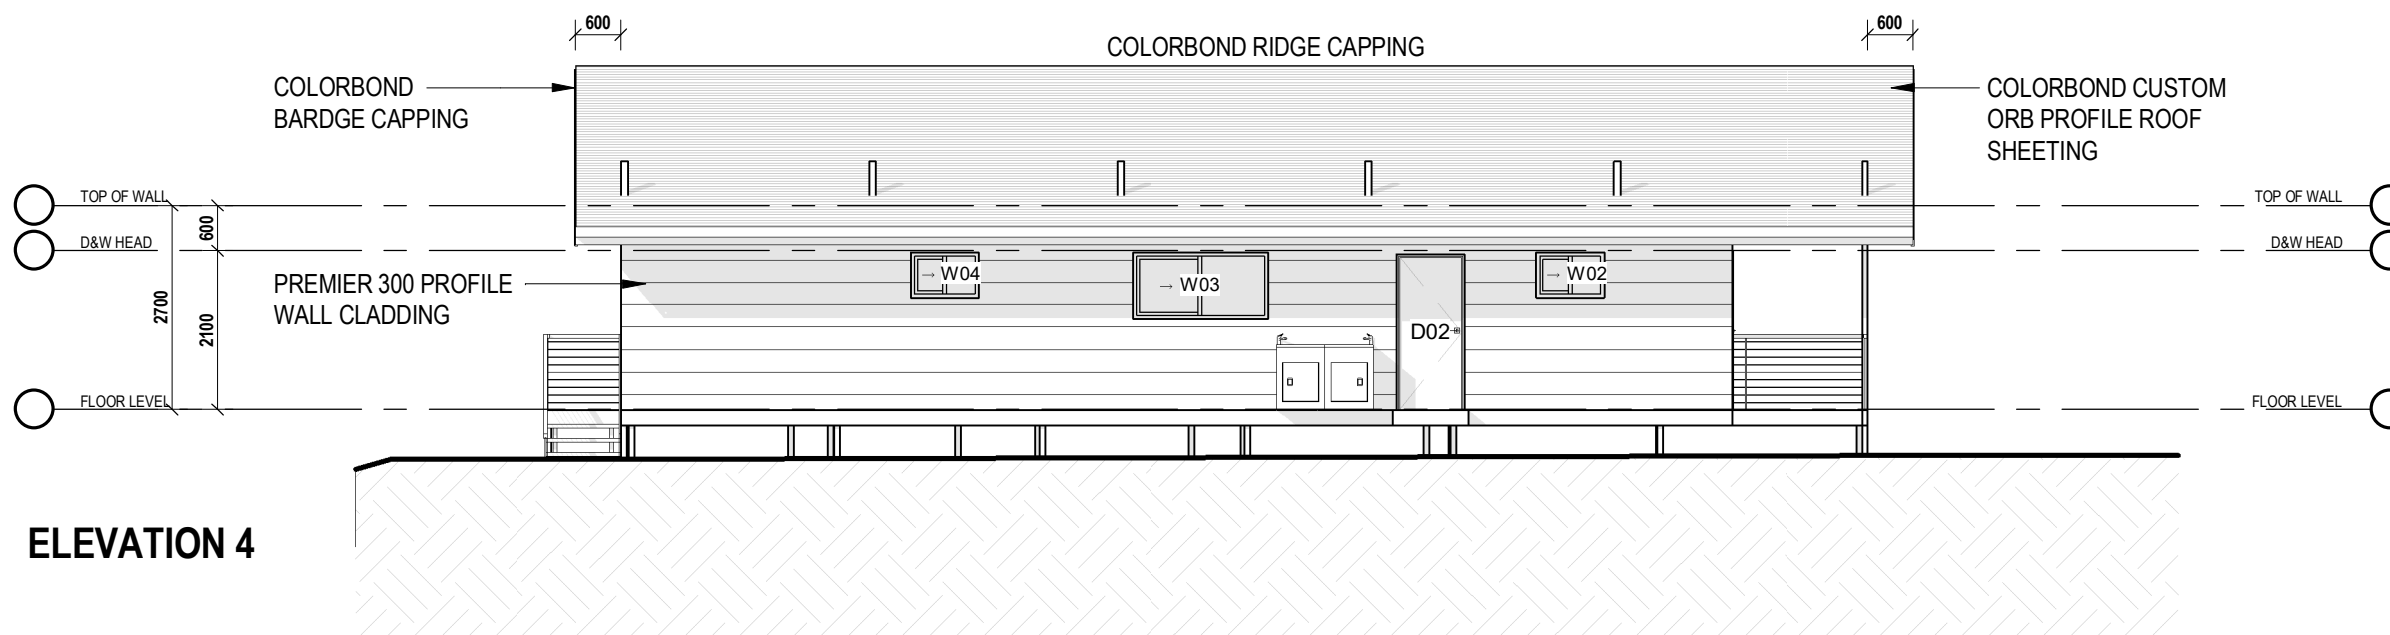 600
600
COLORBOND RIDGE CAPPING
COLORBOND
BARDGE CAPPING
COLORBOND CUSTOM
ORB PROFILE ROOF
SHEETING
TOP OF WALL
TOP OF WALL
600
D&W HEAD
D&W HEAD
PREMIER 300 PROFILE
WALL CLADDING
W04
W03
W02
2700
2100
D02
FLOOR LEVEL
FLOOR LEVEL
ELEVATION 4